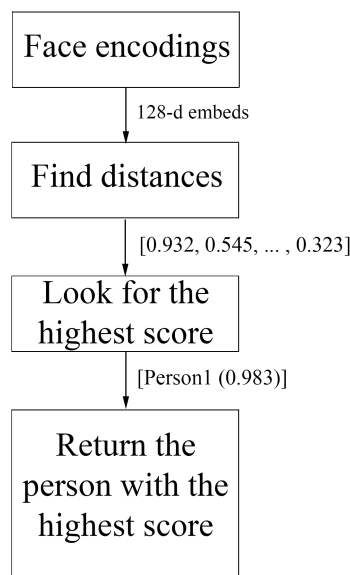 Face encodings
128-d embeds
Find distances
[0.932, 0.545, ... , 0.323]
Look for the
highest score
[Person1 (0.983)]
Return the
person with the
highest score